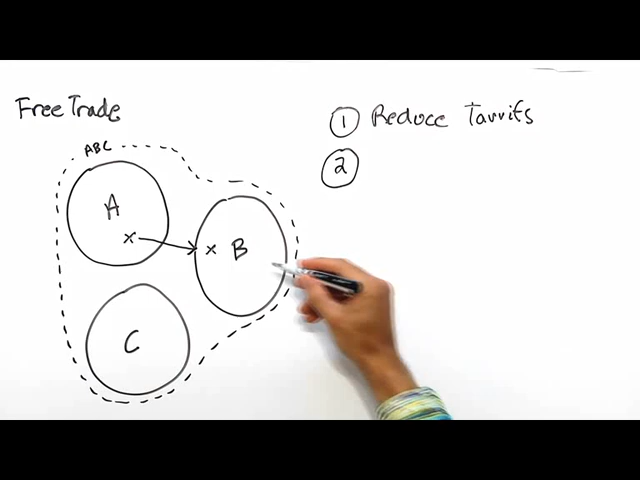 Free Trade
① Reduce Tarrifs
②
ABC
A
x
x B
C